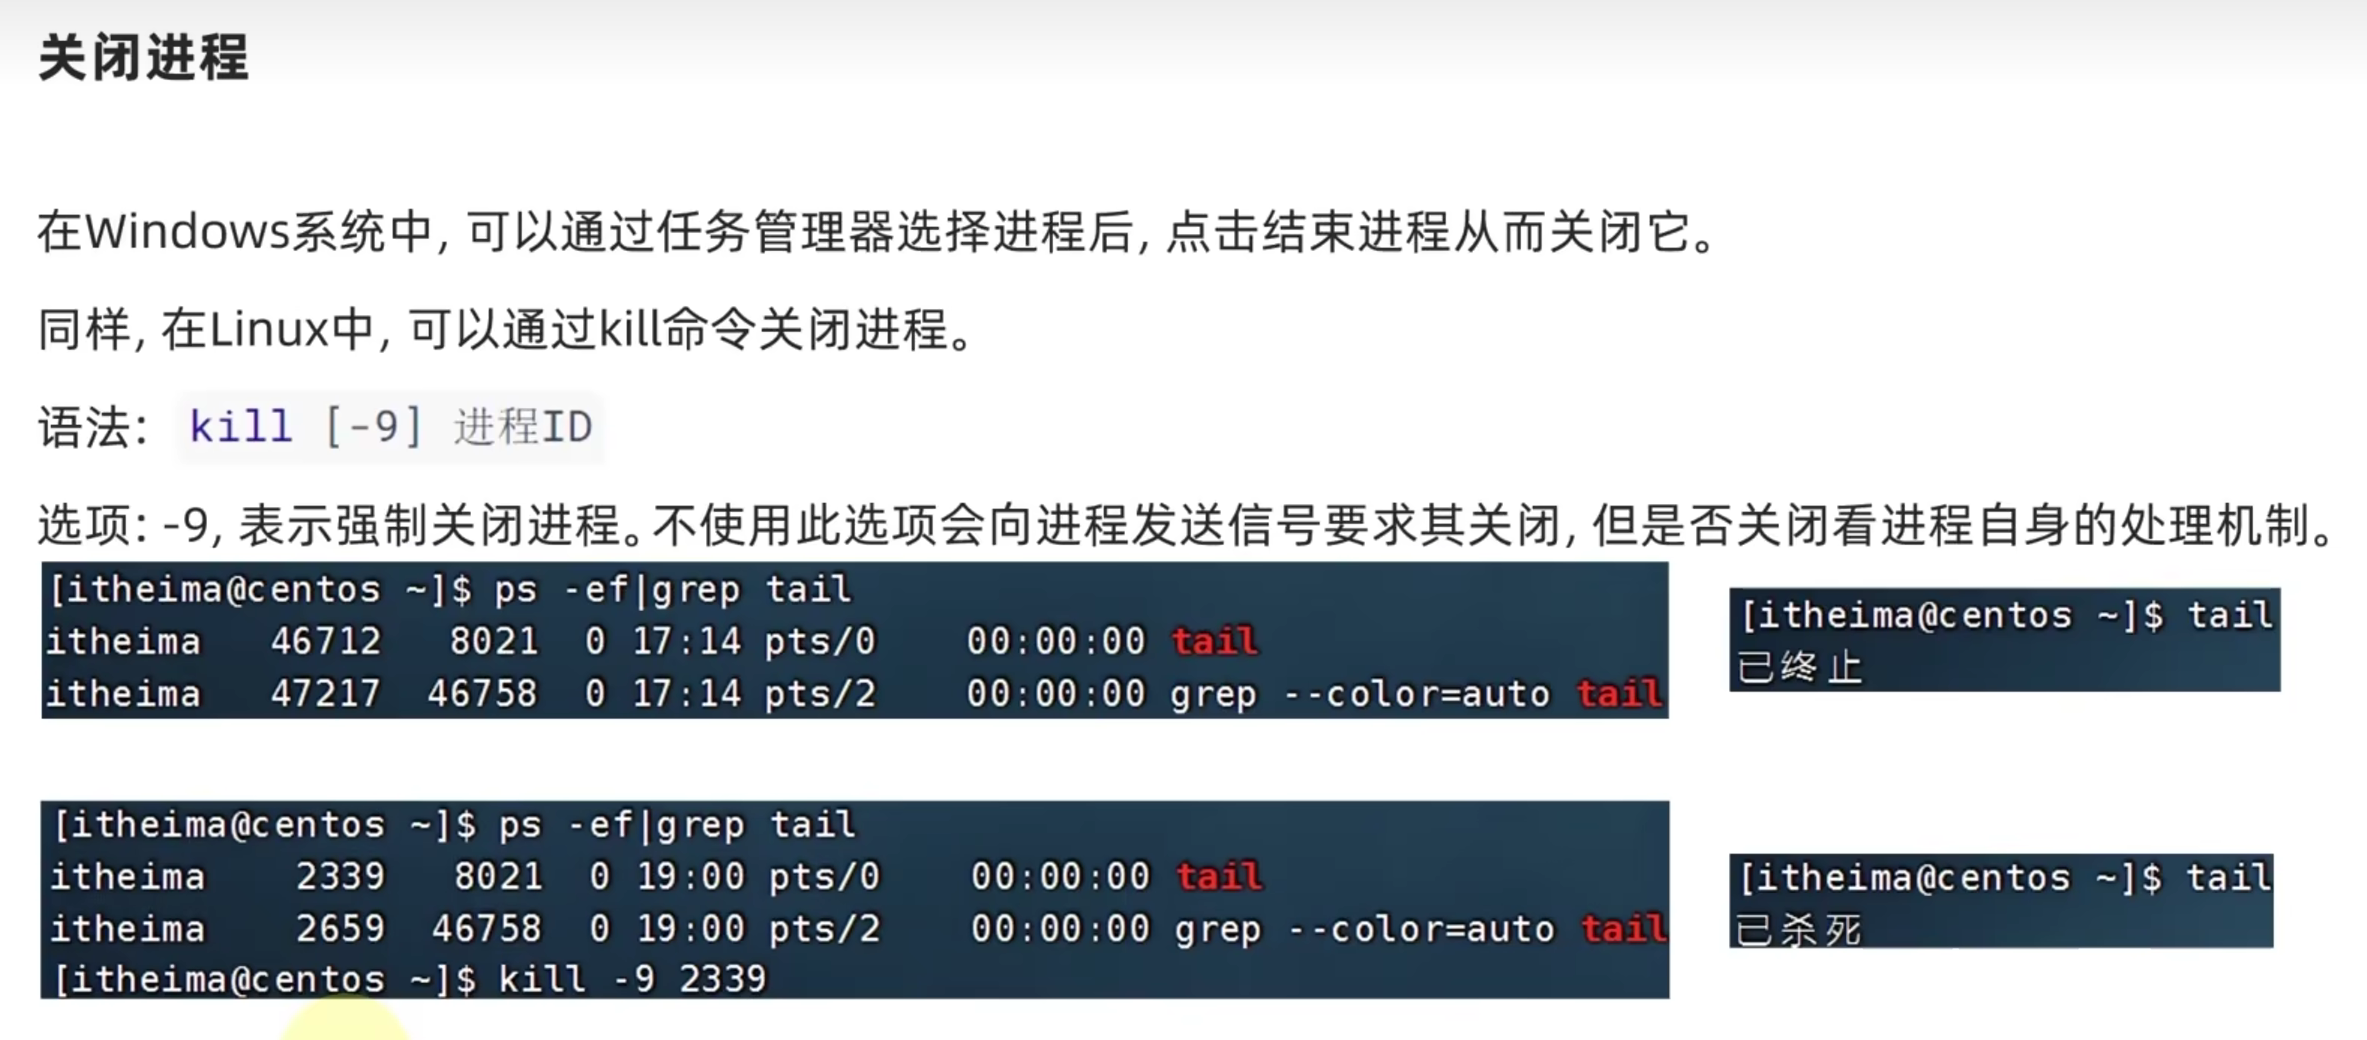 关闭进程
在Windows系统中, 可以通过任务管理器选择进程后, 点击结束进程从而关闭它。
同样, 在Linux中, 可以通过kill命令关闭进程。
语法: kill [-9] 进程ID
选项: -9, 表示强制关闭进程。不使用此选项会向进程发送信号要求其关闭, 但是否关闭看进程自身的处理机制。
[itheima@centos ~]$ ps -ef|grep tail
itheima 46712 8021 0 17:14 pts/0 00:00:00 tail
itheima 47217 46758 0 17:14 pts/2 00:00:00 grep --color=auto tail
[itheima@centos ~]$ tail
已终止
[itheima@centos ~]$ ps -ef|grep tail
itheima 2339 8021 0 19:00 pts/0 00:00:00 tail
itheima 2659 46758 0 19:00 pts/2 00:00:00 grep --color=auto tail
[itheima@centos ~]$ kill -9 2339
[itheima@centos ~]$ tail
已杀死